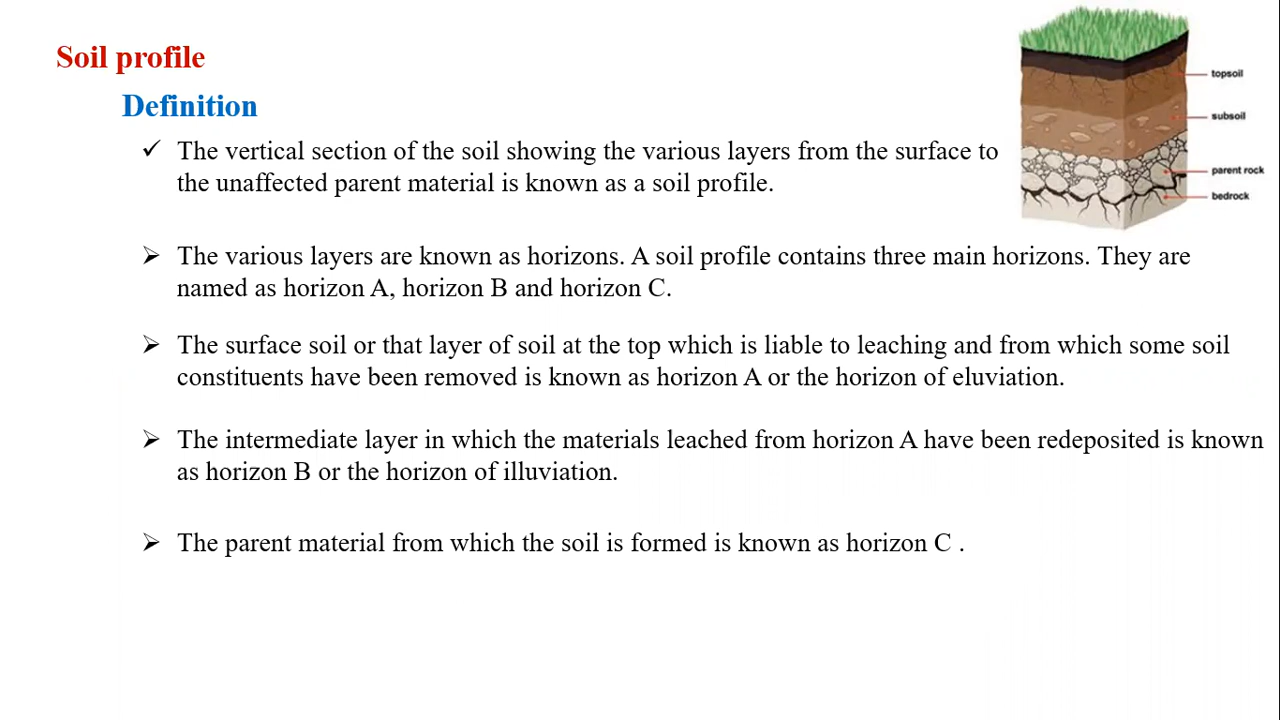 Soil profile
Definition
✓ The vertical section of the soil showing the various layers from the surface to
the unaffected parent material is known as a soil profile.
➢ The various layers are known as horizons. A soil profile contains three main horizons. They are
named as horizon A, horizon B and horizon C.
➢ The surface soil or that layer of soil at the top which is liable to leaching and from which some soil
constituents have been removed is known as horizon A or the horizon of eluviation.
➢ The intermediate layer in which the materials leached from horizon A have been redeposited is known
as horizon B or the horizon of illuviation.
➢ The parent material from which the soil is formed is known as horizon C .
topsoil
subsoil
parent rock
bedrock